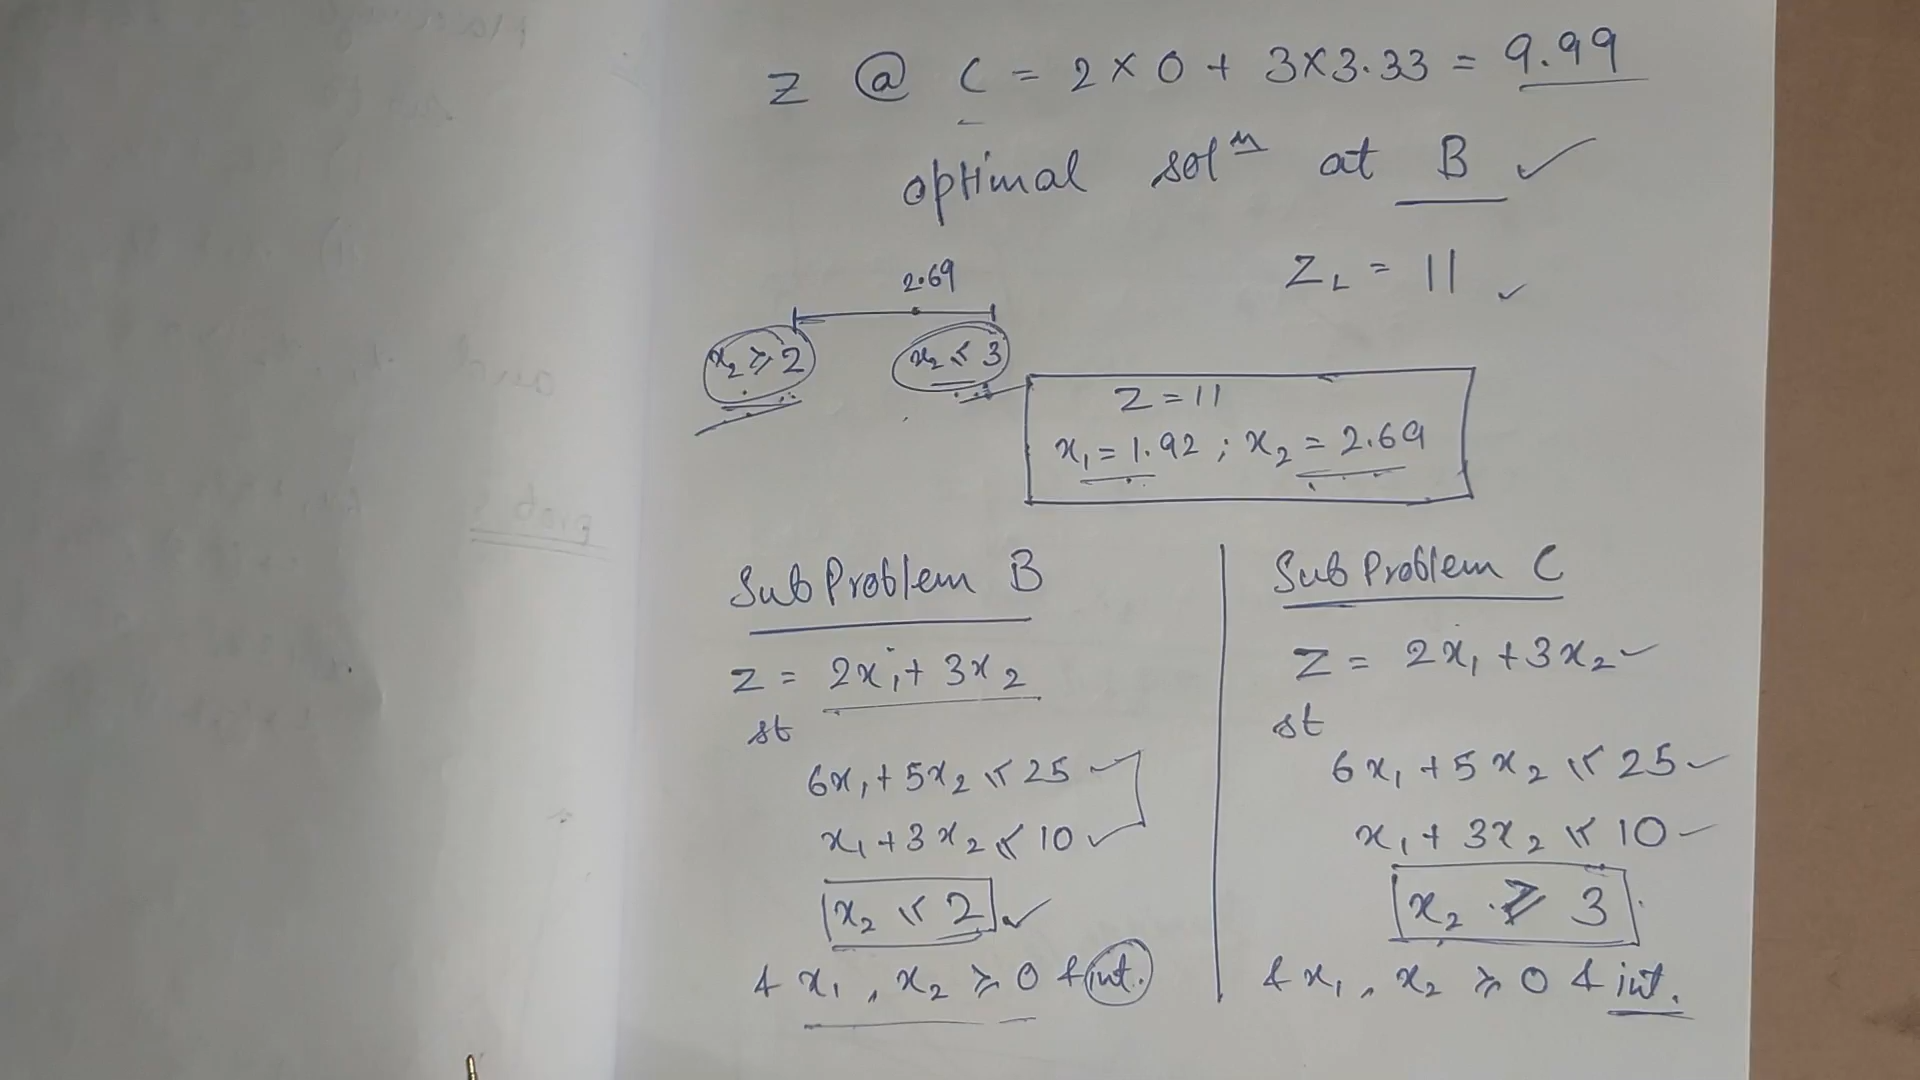 Z @ C = 2 × 0 + 3×3.33 = 9.99
optimal solⁿ at B ✓
Z_L = 11 ✓
2.69
x₂ ⩾ 2
x₂ ⩽ 3
Z = 11
x₁ = 1.92 ; x₂ = 2.69
Sub Problem B
Z = 2x₁ + 3x₂
st
6x₁ + 5x₂ ⩽ 25
x₁ + 3x₂ ⩽ 10
x₂ ⩽ 2 ✓
& x₁, x₂ ⩾ 0 & int.
Sub Problem C
Z = 2x₁ + 3x₂
st
6x₁ + 5x₂ ⩽ 25
x₁ + 3x₂ ⩽ 10
x₂ ⩾ 3
& x₁, x₂ ⩾ 0 & int.